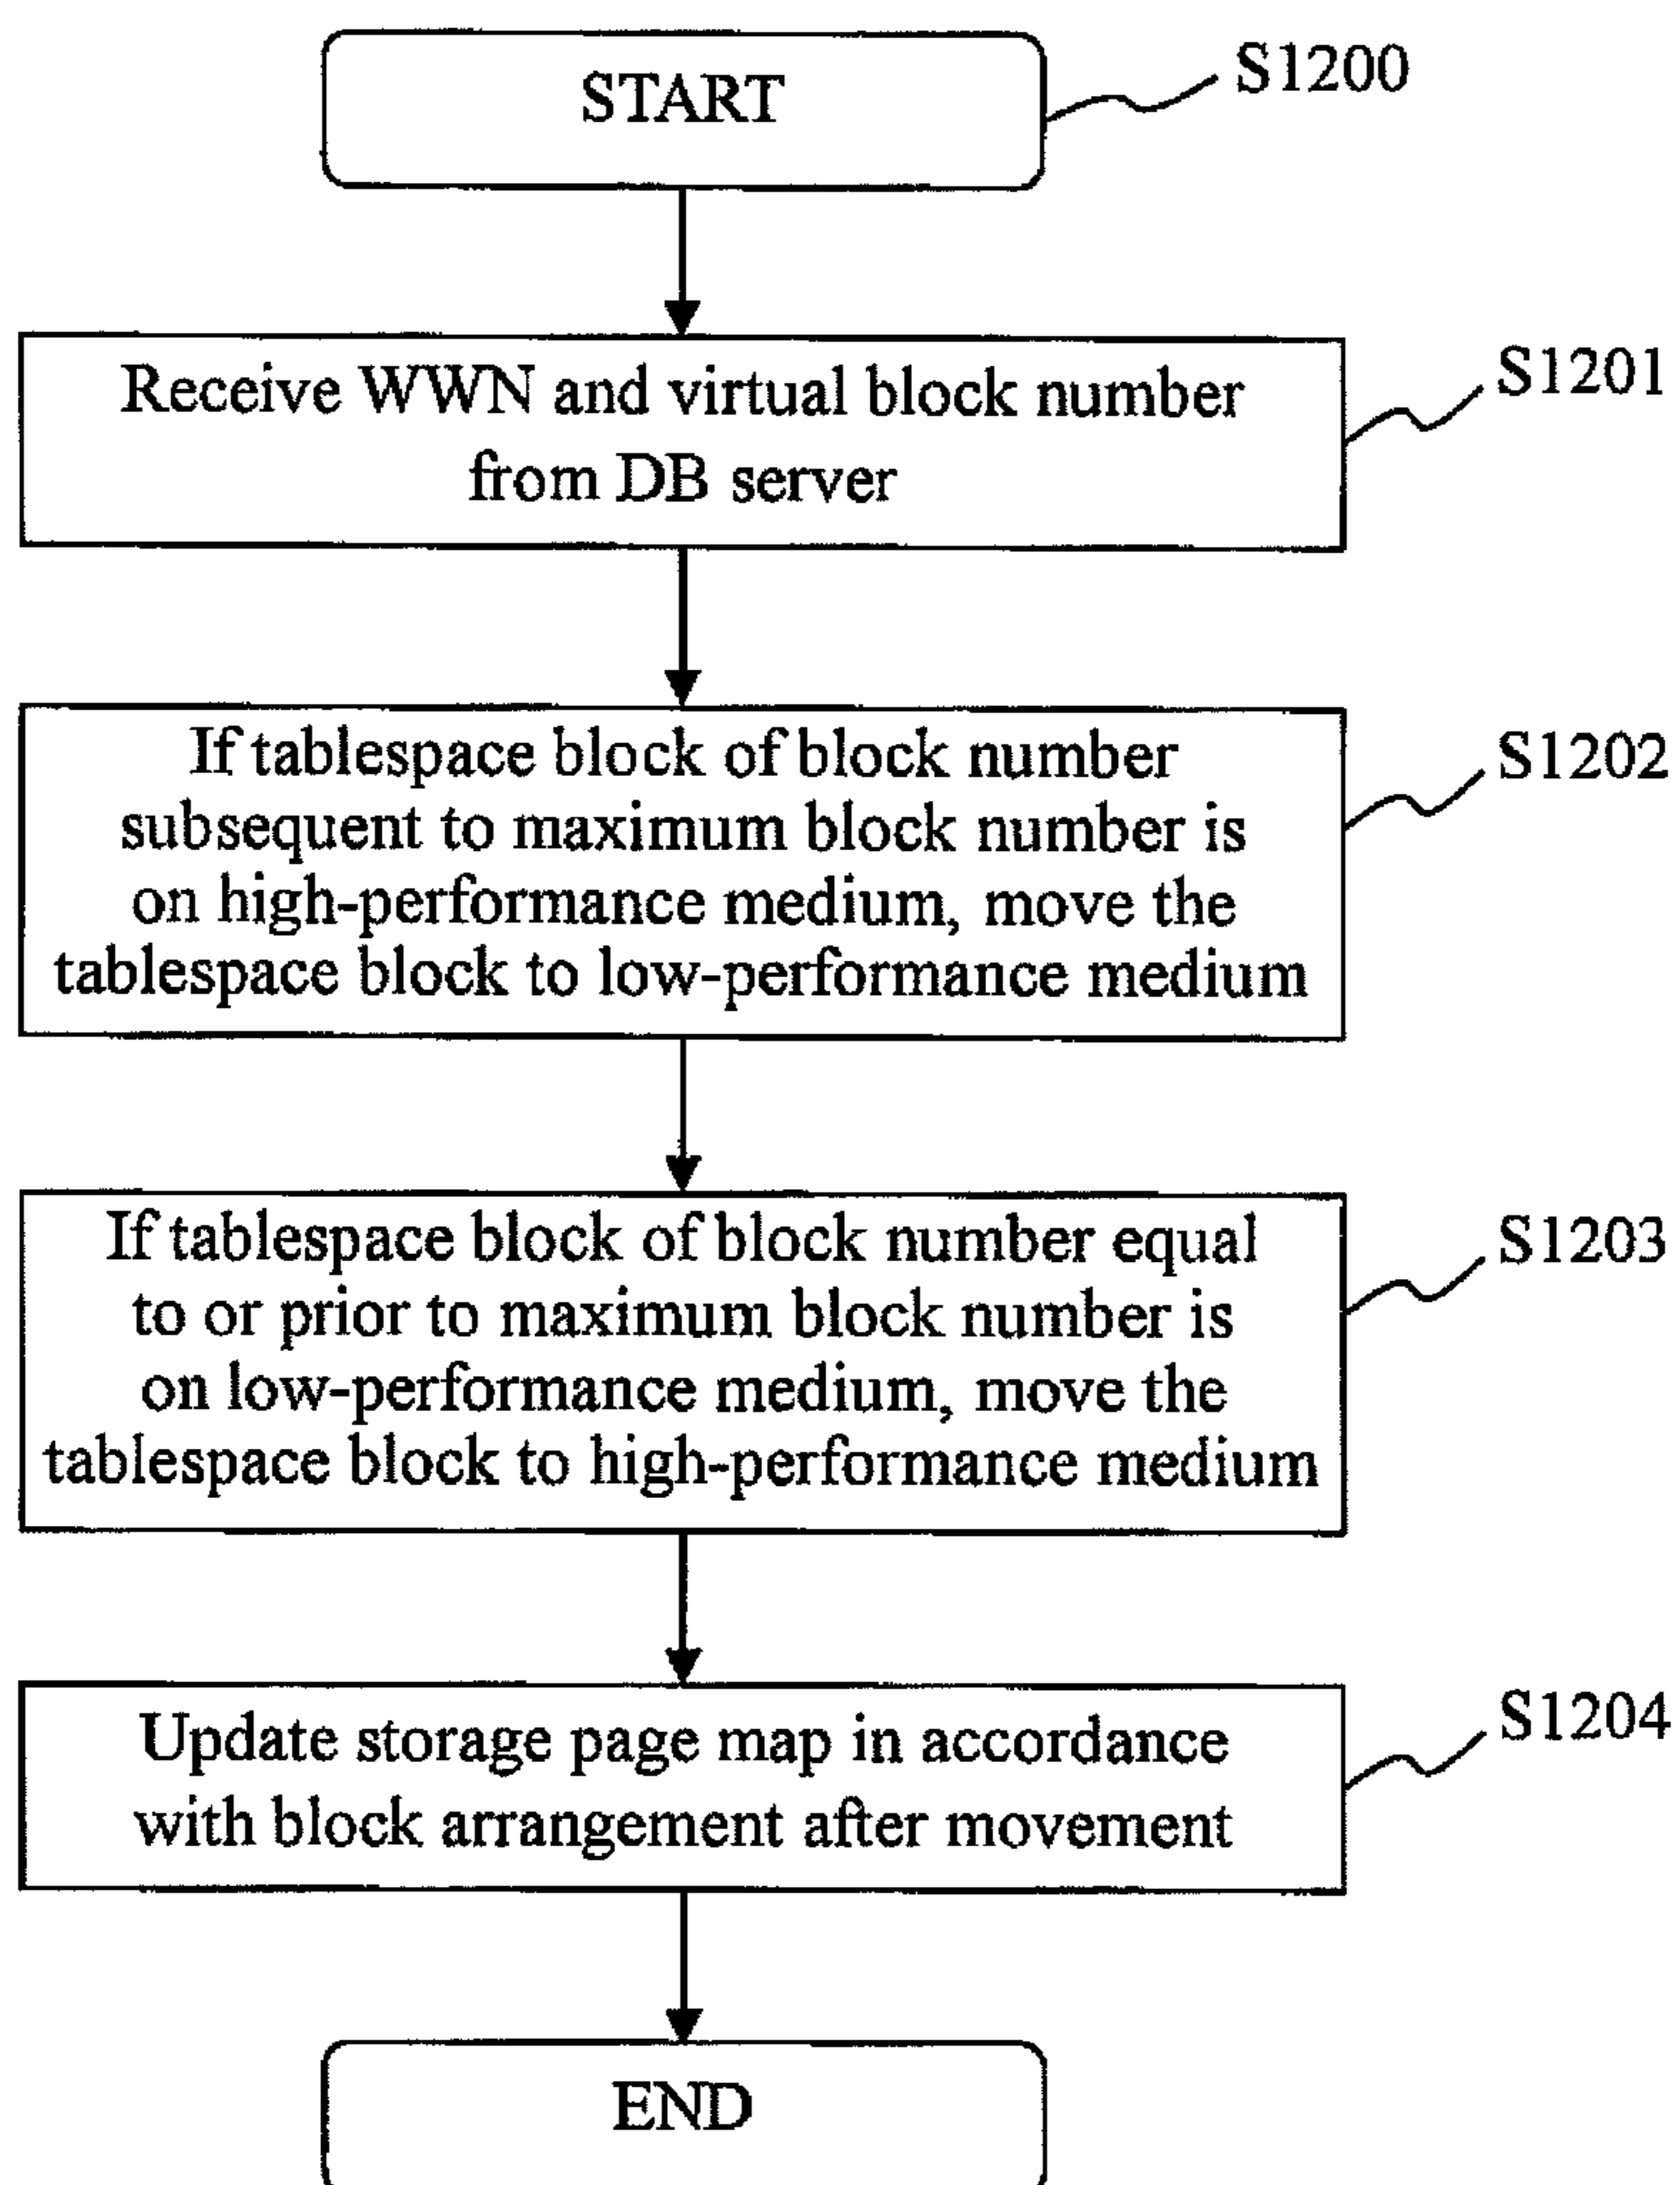 START
S1200
Receive WWN and virtual block number
from DB server
S1201
If tablespace block of block number
subsequent to maximum block number is
on high-performance medium, move the
tablespace block to low-performance medium
S1202
If tablespace block of block number equal
to or prior to maximum block number is
on low-performance medium, move the
tablespace block to high-performance medium
S1203
Update storage page map in accordance
with block arrangement after movement
S1204
END